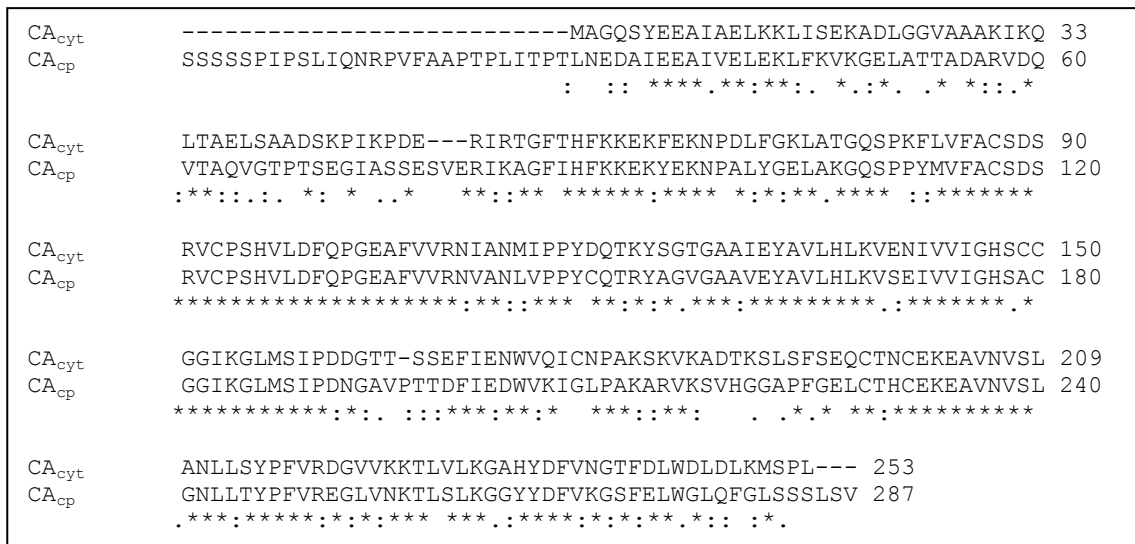 CAcyt ---------------------------MAGQSYEEAIAELKKLISEKADLGGVAAAKIKQ 33
CAcp SSSSSPIPSLIQNRPVFAAPTPLITPTLNEDAIEEAIVELEKLFKVKGELATTADARVDQ 60
: :: ****.**:**:. *.:*. .* *::.*
CAcyt LTAELSAADSKPIKPDE---RIRTGFTHFKKEKFEKNPDLFGKLATGQSPKFLVFACSDS 90
CAcp VTAQVGTPTSEGIASSESVERIKAGFIHFKKEKYEKNPALYGELAKGQSPPYMVFACSDS 120
:**::.:. *: * ..* **::** ******:**** *:*:**.**** ::********
CAcyt RVCPSHVLDFQPGEAFVVRNIANMIPPYDQTKYSGTGAAIEYAVLHLKVENIVVIGHSCC 150
CAcp RVCPSHVLDFQPGEAFVVRNVANLVPPYCQTRYAGVGAAVEYAVLHLKVSEIVVIGHSAC 180
********************:**::*** **:*:*.***:*********.:*******.*
CAcyt GGIKGLMSIPDDGTT-SSEFIENWVQICNPAKSKVKADTKSLSFSEQCTNCEKEAVNVSL 209
CAcp GGIKGLMSIPDNGAVPTTDFIEDWVKIGLPAKARVKSVHGGAPFGELCTHCEKEAVNVSL 240
***********:*:. :::***:**:* ***::**: . .*.* **:**********
CAcyt ANLLSYPFVRDGVVKKTLVLKGAHYDFVNGTFDLWDLDLKMSPL--- 253
CAcp GNLLTYPFVREGLVNKTLSLKGGYYDFVKGSFELWGLQFGLSSSLSV 287
.***:*****:*:*:*** ***.:****:*:*:**.*:: :*.